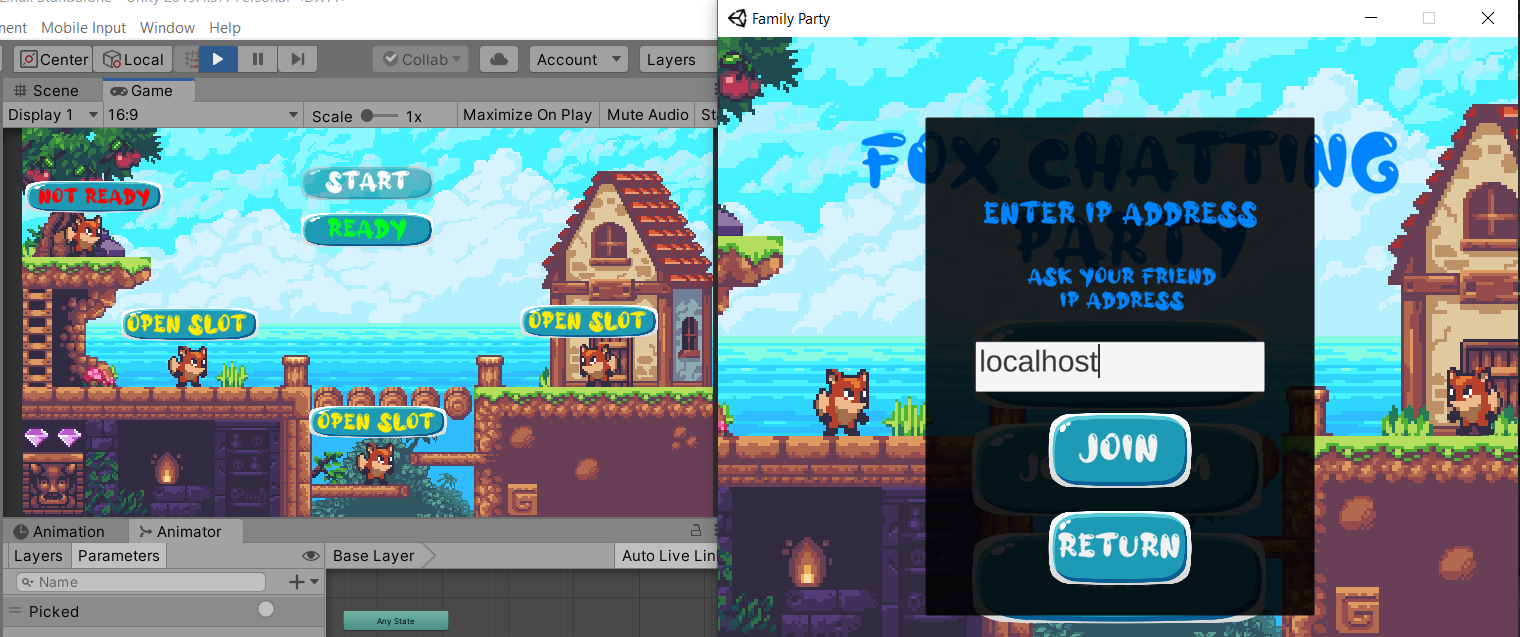 Mobile Input Window Help
Center Local Collab Account Layers
Scene Game
Display 1 16:9 Scale 1x Maximize On Play Mute Audio
NOT READY
START
READY
OPEN SLOT
OPEN SLOT
OPEN SLOT
Animation Animator
Layers Parameters Base Layer Auto Live Lin
Name
Picked
Any State
Family Party
FOX CHATTING
PARTY
ENTER IP ADDRESS
ASK YOUR FRIEND
IP ADDRESS
localhost
JOIN
RETURN